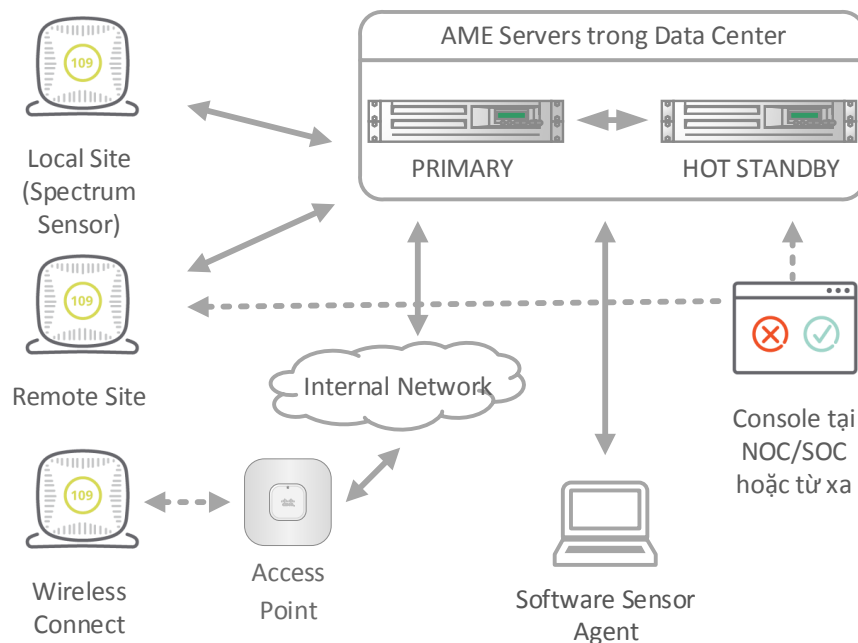 AME Servers trong Data Center
109
Local Site
(Spectrum
Sensor)
PRIMARY
HOT STANDBY
109
Remote Site
Internal Network
Console tại
NOC/SOC
hoặc từ xa
109
Wireless
Connect
Access
Point
Software Sensor
Agent